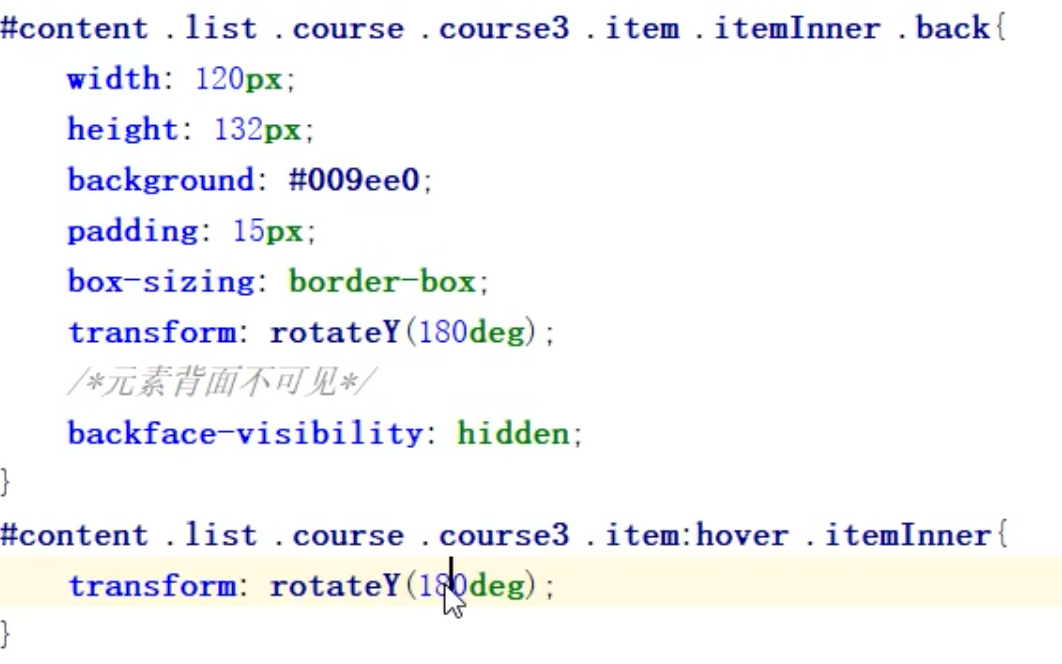 #content .list .course .course3 .item .itemInner .back{
width: 120px;
height: 132px;
background: #009ee0;
padding: 15px;
box-sizing: border-box;
transform: rotateY(180deg);
/*元素背面不可见*/
backface-visibility: hidden;
}
#content .list .course .course3 .item:hover .itemInner{
transform: rotateY(180deg);
}